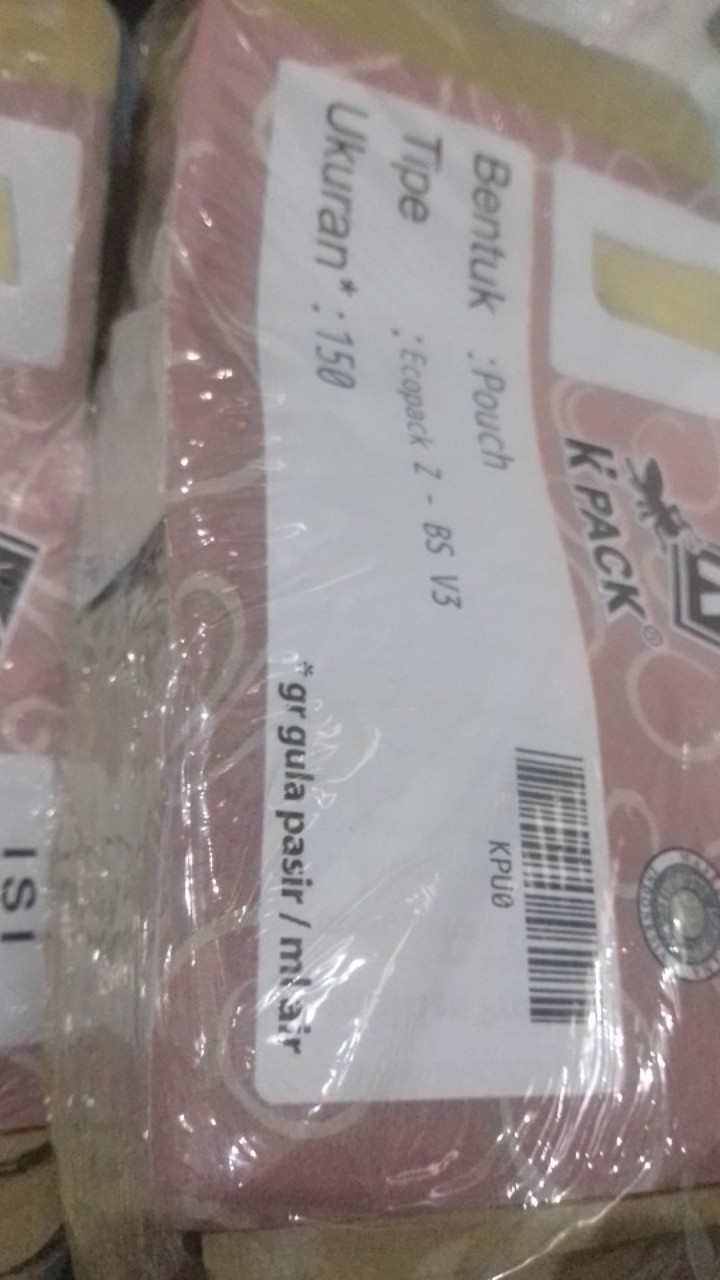 K'PACK®
Bentuk : Pouch
Tipe : Ecopack Z - BS V3
Ukuran* : 150
KPU0
*gr gula pasir / ml air
ISI